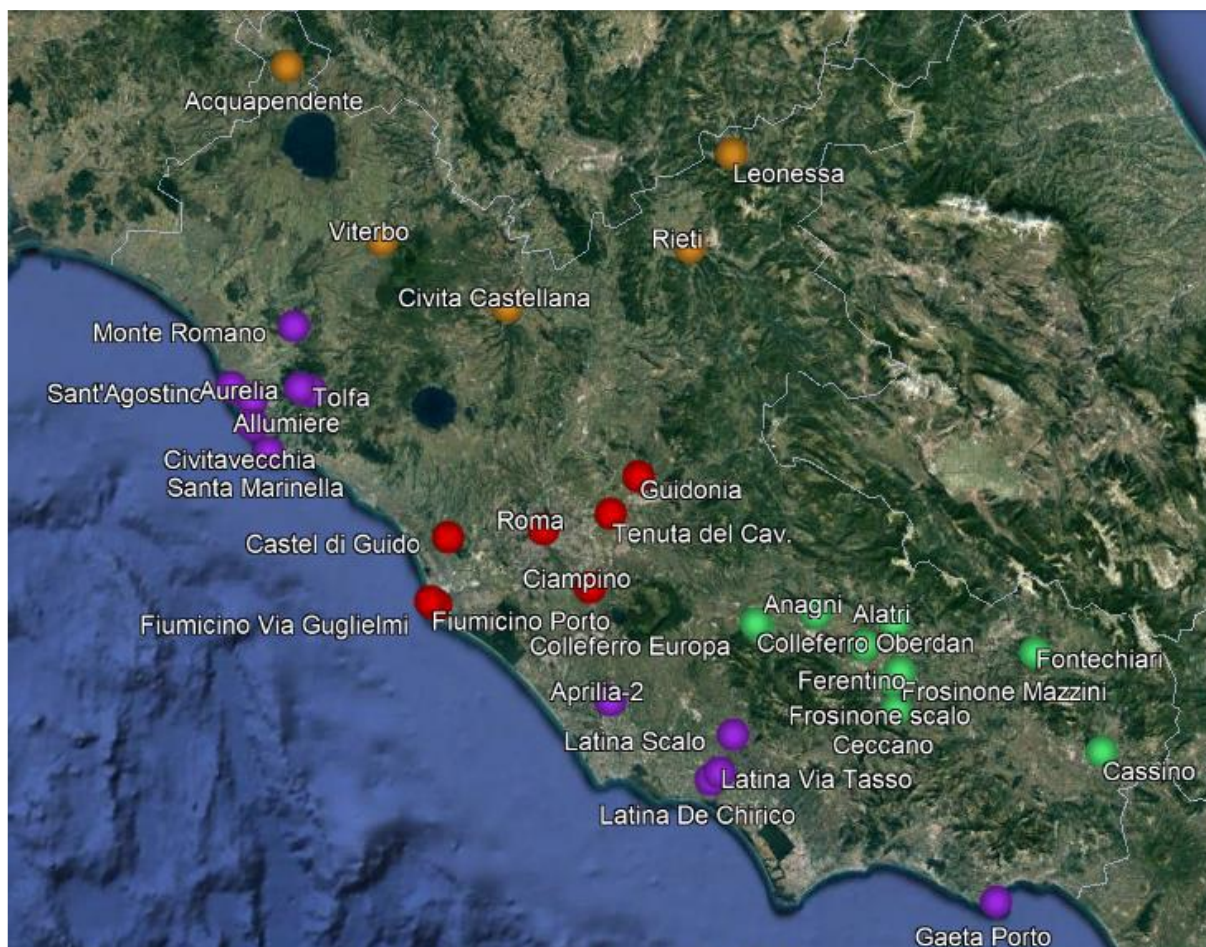 Acquapendente
Leonessa
Viterbo
Rieti
Civita Castellana
Monte Romano
Sant'Agostino
Aurelia
Tolfa
Allumiere
Civitavecchia
Santa Marinella
Guidonia
Roma
Tenuta del Cav.
Castel di Guido
Ciampino
Anagni
Alatri
Fiumicino Via Guglielmi
Fiumicino Porto
Colleferro Europa
Colleferro Oberdan
Fontechiari
Ferentino
Frosinone Mazzini
Aprilia-2
Frosinone scalo
Latina Scalo
Ceccano
Cassino
Latina Via Tasso
Latina De Chirico
Gaeta Porto